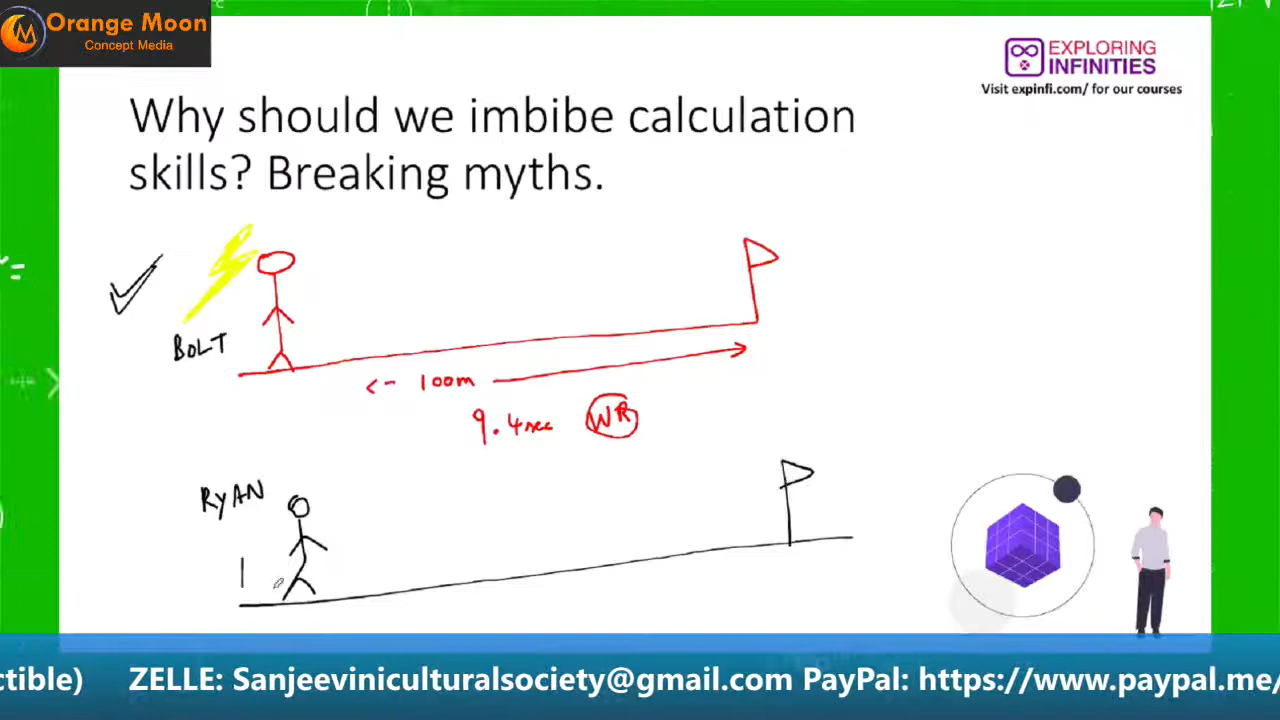 Orange Moon
Concept Media
EXPLORING
INFINITIES
Visit expinfi.com/ for our courses
Why should we imbibe calculation
skills? Breaking myths.
BOLT
100m
9.4sec WR
RYAN
ctible) ZELLE: Sanjeeviniculturalsociety@gmail.com PayPal: https://www.paypal.me/